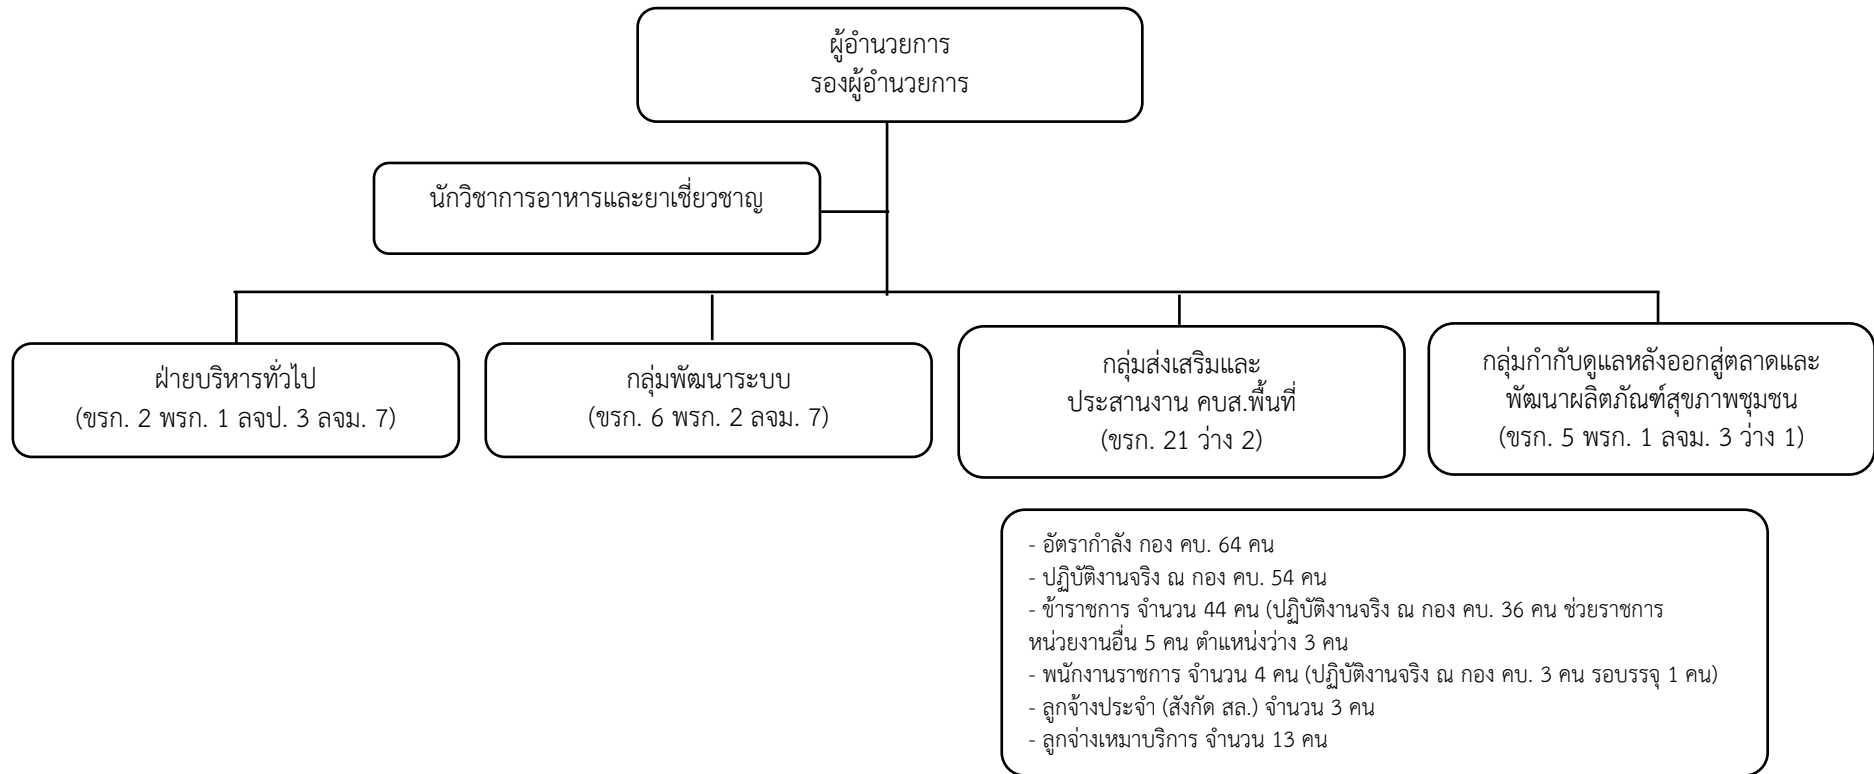 ผู้อำนวยการ
รองผู้อำนวยการ
นักวิชาการอาหารและยาเชี่ยวชาญ
ฝ่ายบริหารทั่วไป
(ขรก. 2 พรก. 1 ลจป. 3 ลจม. 7)
กลุ่มพัฒนาระบบ
(ขรก. 6 พรก. 2 ลจม. 7)
กลุ่มส่งเสริมและ
ประสานงาน คบส.พื้นที่
(ขรก. 21 ว่าง 2)
กลุ่มกำกับดูแลหลังออกสู่ตลาดและ
พัฒนาผลิตภัณฑ์สุขภาพชุมชน
(ขรก. 5 พรก. 1 ลจม. 3 ว่าง 1)
- อัตรากำลัง กอง คบ. 64 คน
- ปฏิบัติงานจริง ณ กอง คบ. 54 คน
- ข้าราชการ จำนวน 44 คน (ปฏิบัติงานจริง ณ กอง คบ. 36 คน ช่วยราชการ
หน่วยงานอื่น 5 คน ตำแหน่งว่าง 3 คน
- พนักงานราชการ จำนวน 4 คน (ปฏิบัติงานจริง ณ กอง คบ. 3 คน รอบรรจุ 1 คน)
- ลูกจ้างประจำ (สังกัด สล.) จำนวน 3 คน
- ลูกจ่างเหมาบริการ จำนวน 13 คน